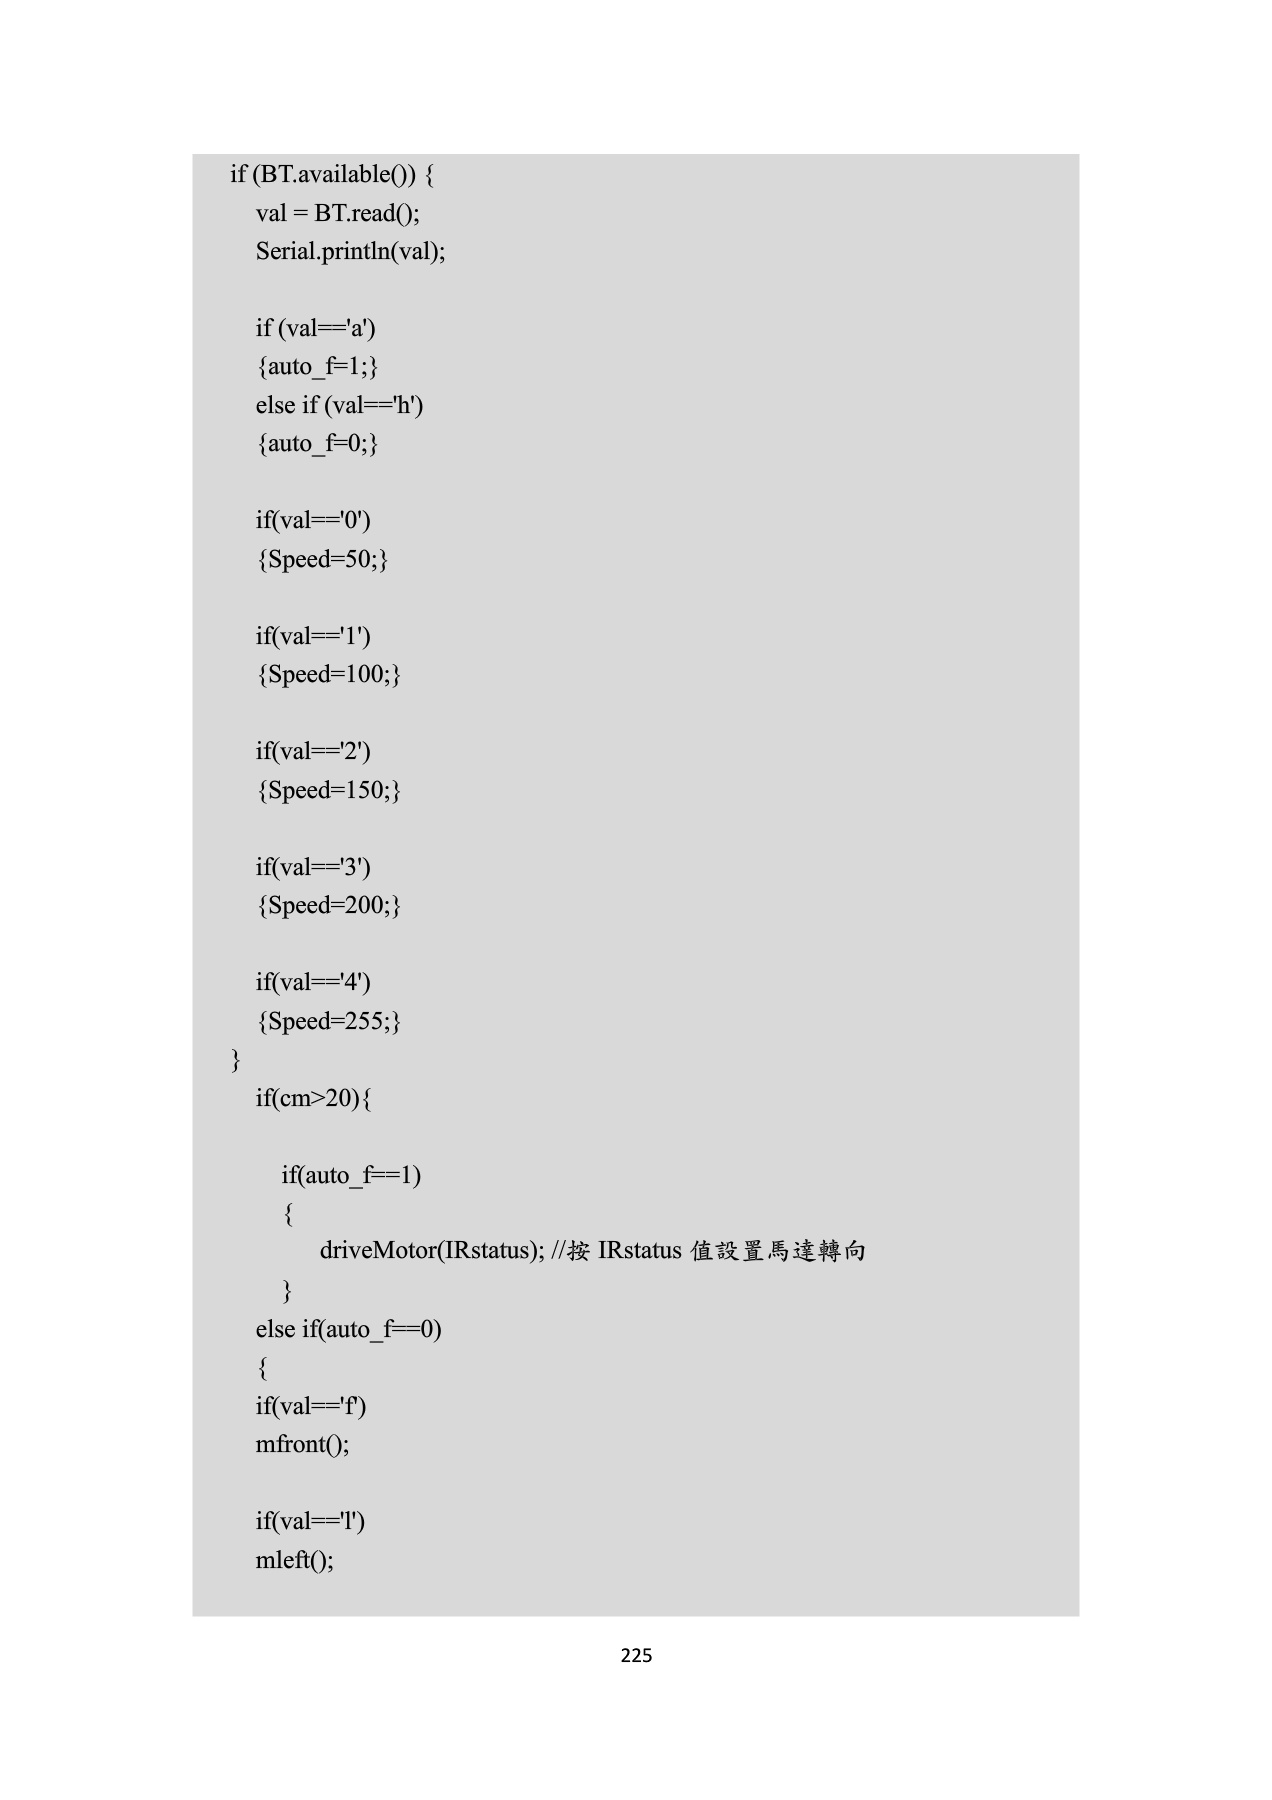 if (BT.available()) {
val = BT.read();
Serial.println(val);
if (val=='a')
{auto_f=1;}
else if (val=='h')
{auto_f=0;}
if(val=='0')
{Speed=50;}
if(val=='1')
{Speed=100;}
if(val=='2')
{Speed=150;}
if(val=='3')
{Speed=200;}
if(val=='4')
{Speed=255;}
}
if(cm>20){
if(auto_f==1)
{
driveMotor(IRstatus); //按 IRstatus 值設置馬達轉向
}
else if(auto_f==0)
{
if(val=='f')
mfront();
if(val=='l')
mleft();
225